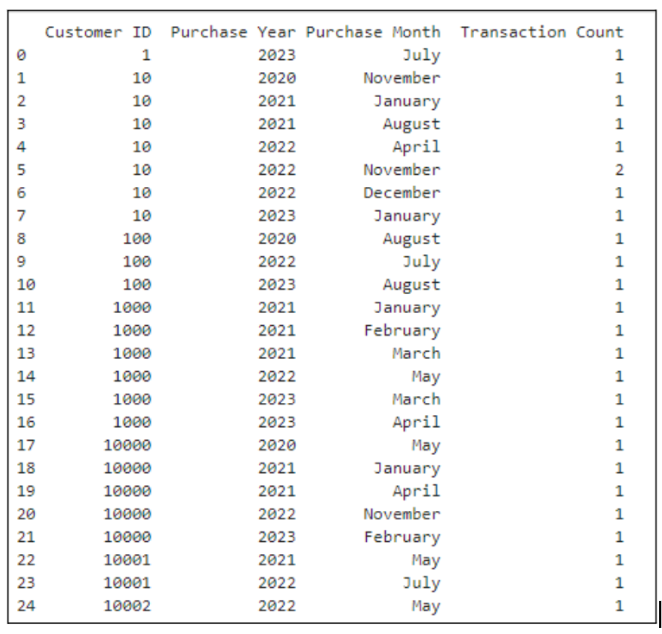 Customer ID Purchase Year Purchase Month Transaction Count
0 1 2023 July 1
1 10 2020 November 1
2 10 2021 January 1
3 10 2021 August 1
4 10 2022 April 1
5 10 2022 November 2
6 10 2022 December 1
7 10 2023 January 1
8 100 2020 August 1
9 100 2022 July 1
10 100 2023 August 1
11 1000 2021 January 1
12 1000 2021 February 1
13 1000 2021 March 1
14 1000 2022 May 1
15 1000 2023 March 1
16 1000 2023 April 1
17 10000 2020 May 1
18 10000 2021 January 1
19 10000 2021 April 1
20 10000 2022 November 1
21 10000 2023 February 1
22 10001 2021 May 1
23 10001 2022 July 1
24 10002 2022 May 1